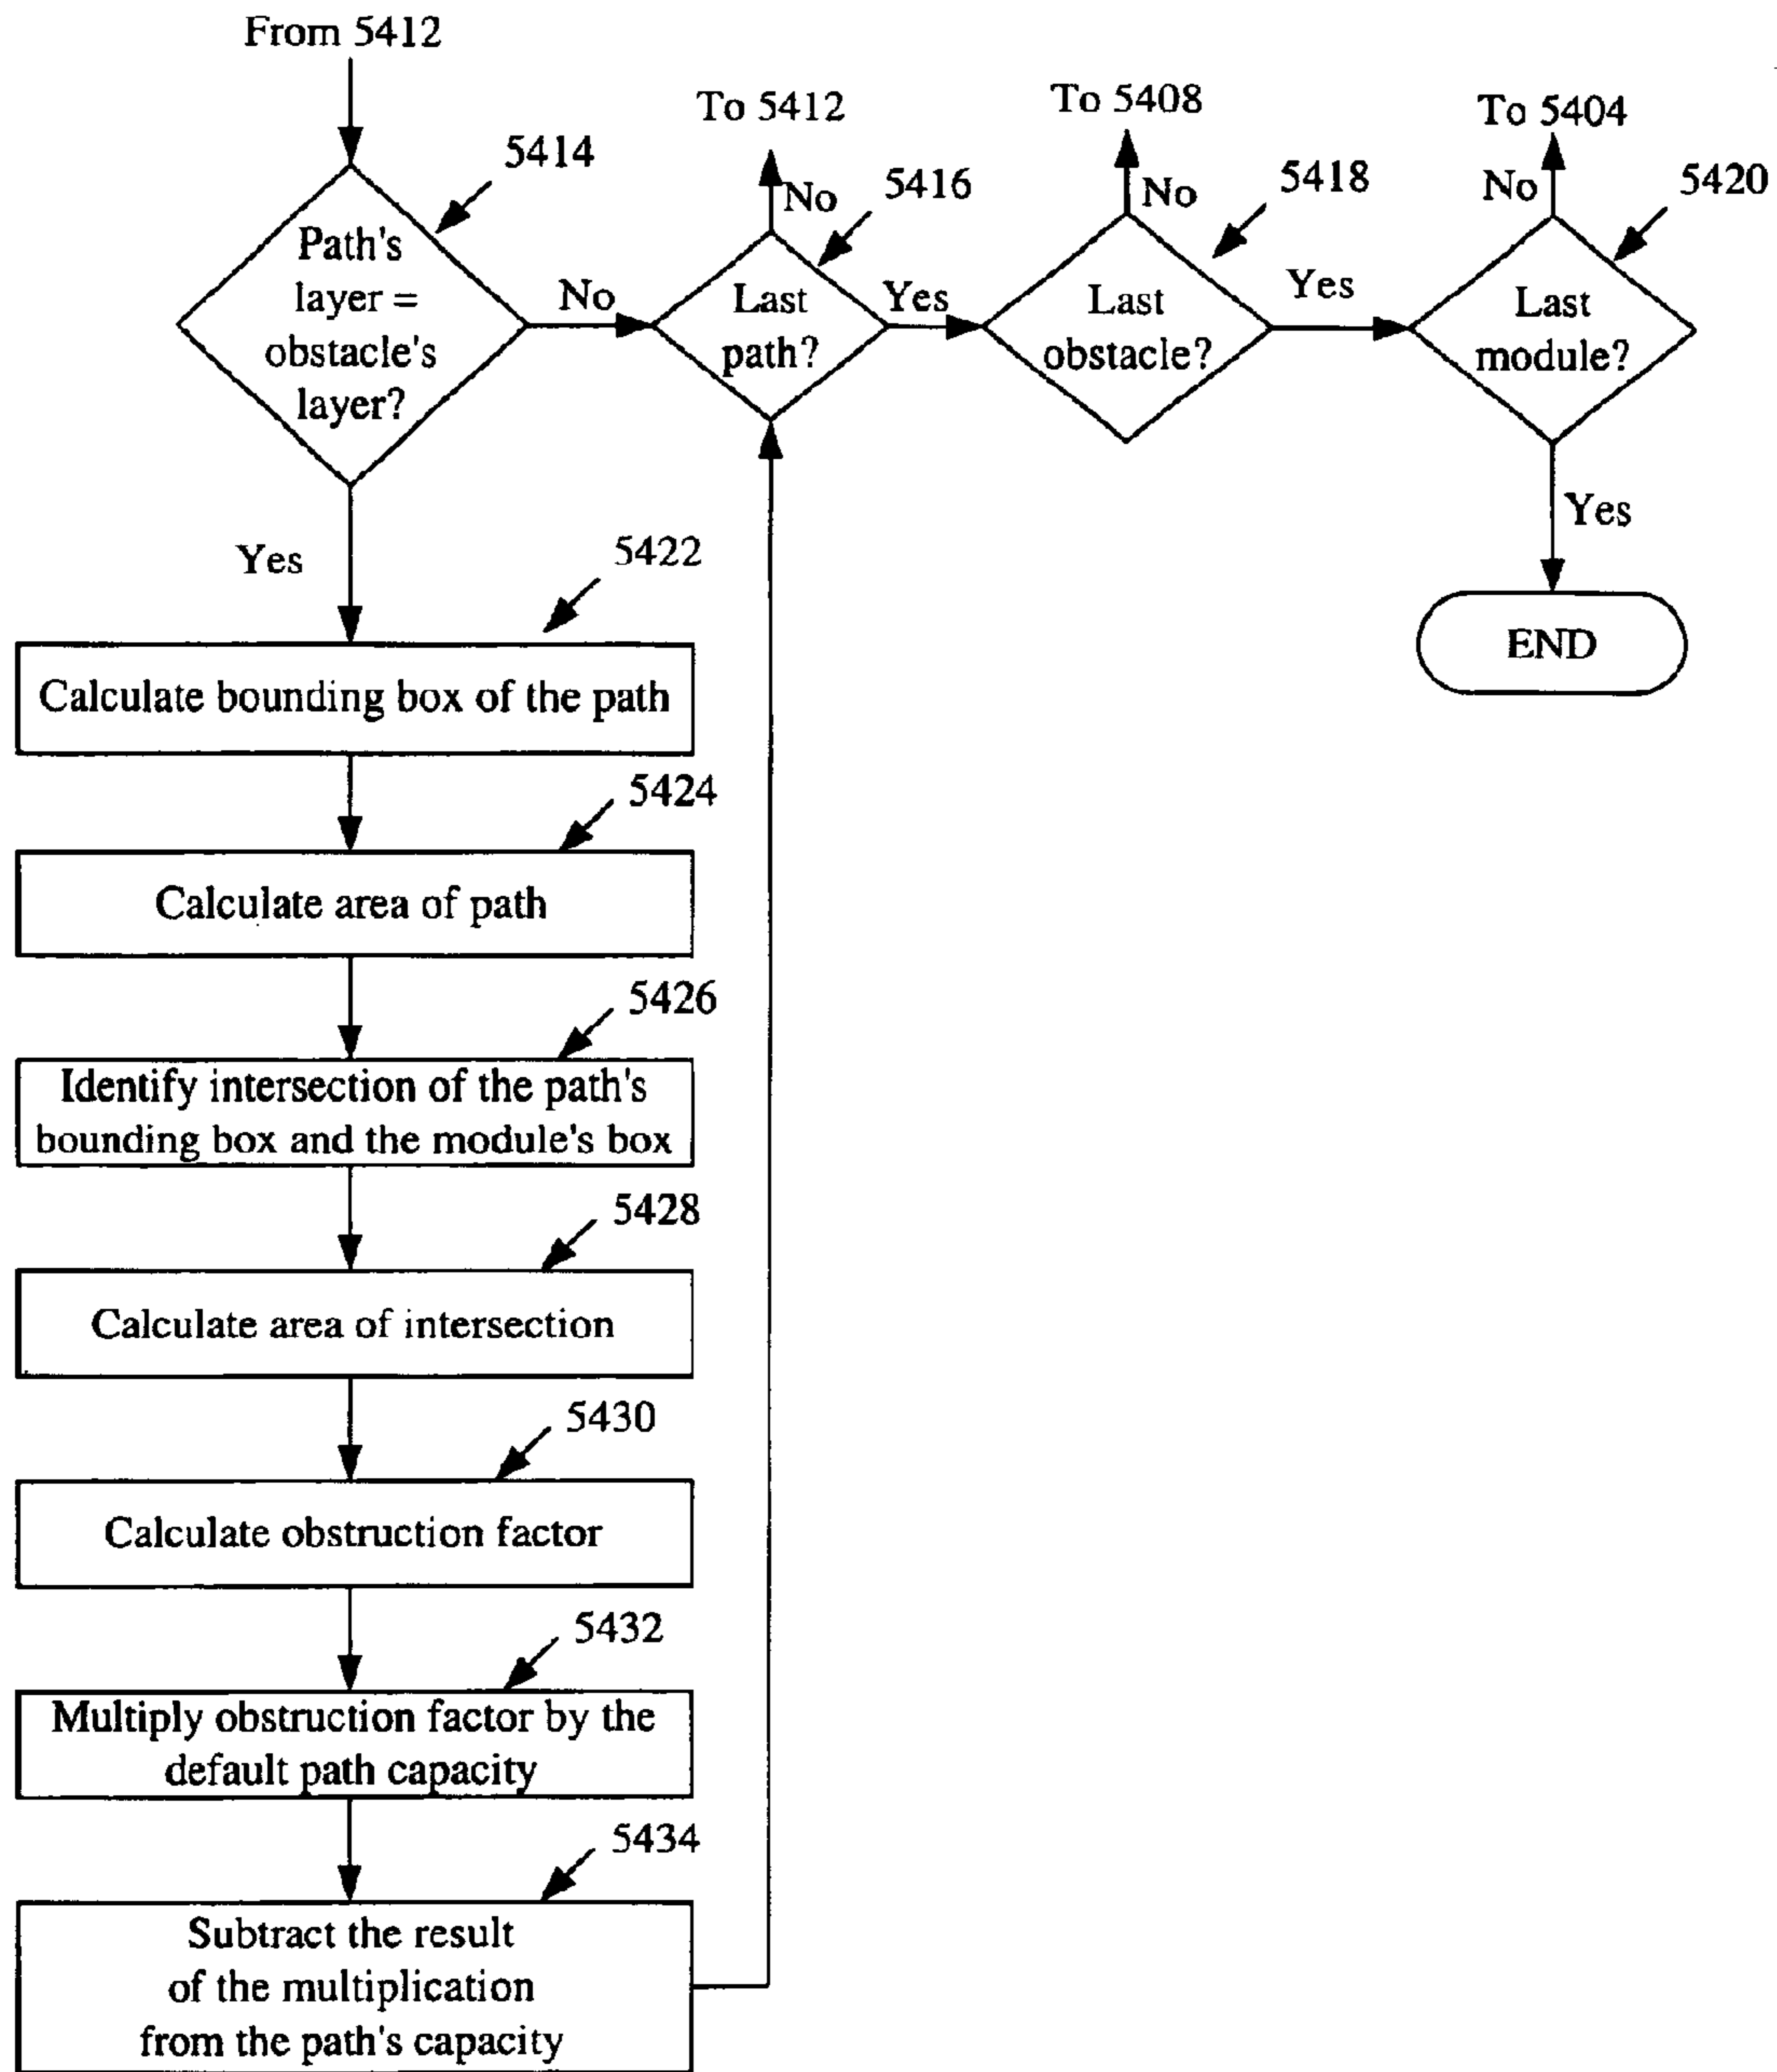 From 5412
To 5412
To 5408
To 5404
5414
No
5416
No
5418
No
5420
Path's
layer =
obstacle's
layer?
No
Last
path?
Yes
Last
obstacle?
Yes
Last
module?
Yes
Yes
END
5422
Calculate bounding box of the path
5424
Calculate area of path
5426
Identify intersection of the path's
bounding box and the module's box
5428
Calculate area of intersection
5430
Calculate obstruction factor
5432
Multiply obstruction factor by the
default path capacity
5434
Subtract the result
of the multiplication
from the path's capacity